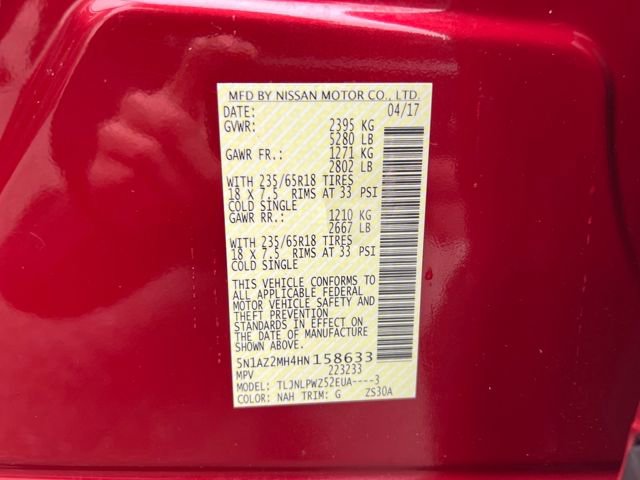 MFD BY NISSAN MOTOR CO., LTD.
DATE: 04/17
GVWR: 2395 KG
5280 LB
GAWR FR.: 1271 KG
2802 LB
WITH 235/65R18 TIRES
18 X 7.5 RIMS AT 33 PSI
COLD SINGLE
GAWR RR.: 1210 KG
2667 LB
WITH 235/65R18 TIRES
18 X 7.5 RIMS AT 33 PSI
COLD SINGLE
THIS VEHICLE CONFORMS TO
ALL APPLICABLE FEDERAL
MOTOR VEHICLE SAFETY AND
THEFT PREVENTION
STANDARDS IN EFFECT ON
THE DATE OF MANUFACTURE
SHOWN ABOVE.
5N1AZ2MH4HN158633
MPV 223233
MODEL: TLJNLPWZ52EUA----3
COLOR: NAH TRIM: G ZS30A